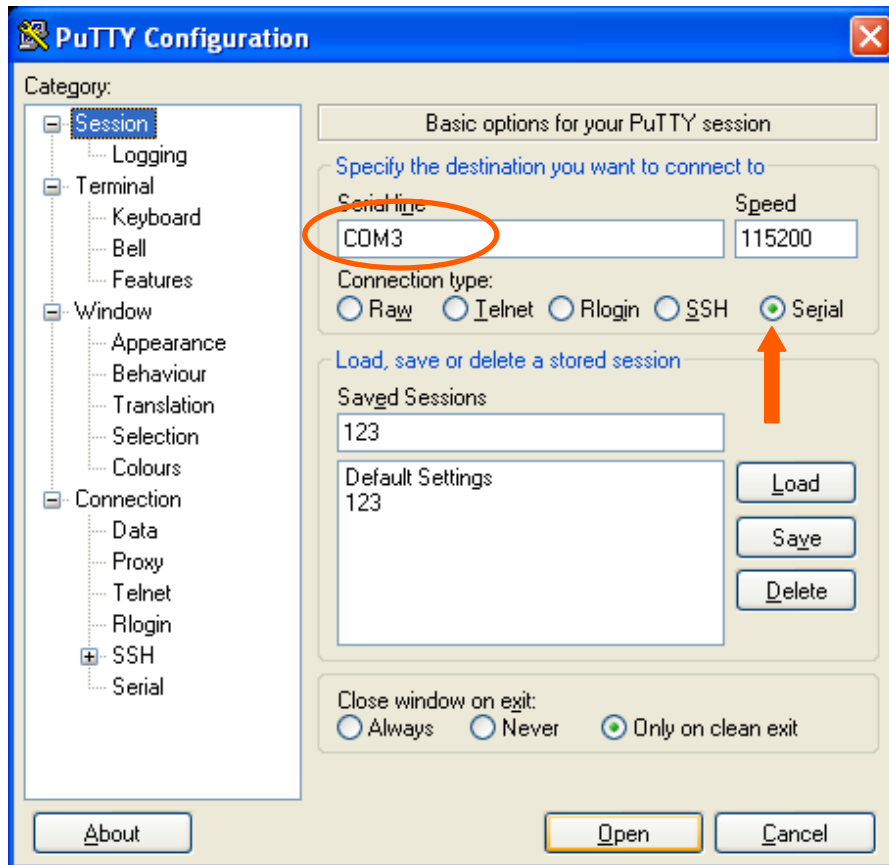 PuTTY Configuration
Category:
Session
Logging
Terminal
Keyboard
Bell
Features
Window
Appearance
Behaviour
Translation
Selection
Colours
Connection
Data
Proxy
Telnet
Rlogin
SSH
Serial
Basic options for your PuTTY session
Specify the destination you want to connect to
Serial line Speed
COM3 115200
Connection type:
Raw Telnet Rlogin SSH Serial
Load, save or delete a stored session
Saved Sessions
123
Default Settings
123
Load
Save
Delete
Close window on exit:
Always Never Only on clean exit
About Open Cancel